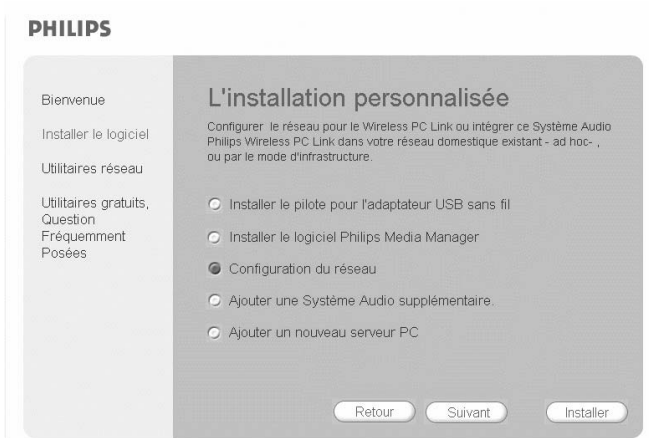 PHILIPS
Bienvenue
Installer le logiciel
Utilitaires réseau
Utilitaires gratuits,
Question
Fréquemment
Posées
L'installation personnalisée
Configurer le réseau pour le Wireless PC Link ou intégrer ce Système Audio
Philips Wireless PC Link dans votre réseau domestique existant - ad hoc- ,
ou par le mode d'infrastructure.
Installer le pilote pour l'adaptateur USB sans fil
Installer le logiciel Philips Media Manager
Configuration du réseau
Ajouter une Système Audio supplémentaire.
Ajouter un nouveau serveur PC
Retour
Suivant
Installer